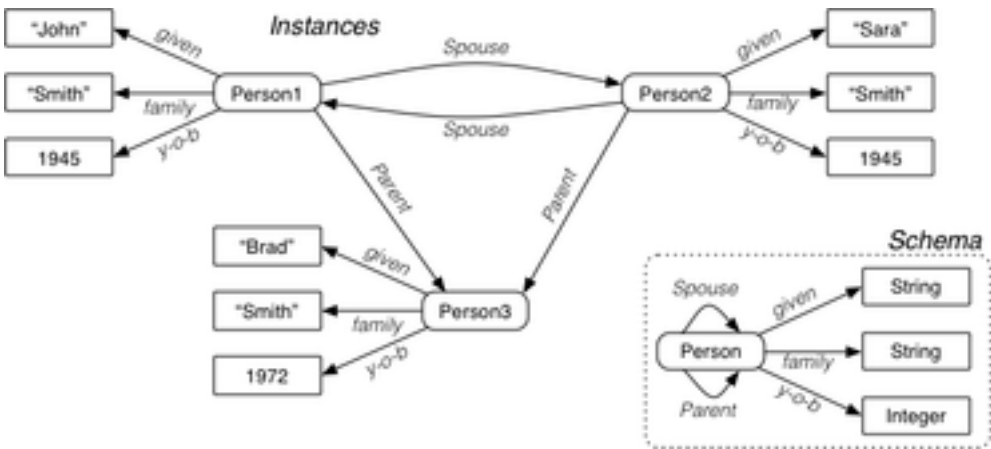 Instances
"John"
given
"Smith"
family
1945
y-o-b
Person1
Spouse
Spouse
Person2
given
"Sara"
family
"Smith"
y-o-b
1945
Parent
Parent
"Brad"
given
"Smith"
family
1972
y-o-b
Person3
Schema
Spouse
Person
Parent
given
String
family
String
y-o-b
Integer